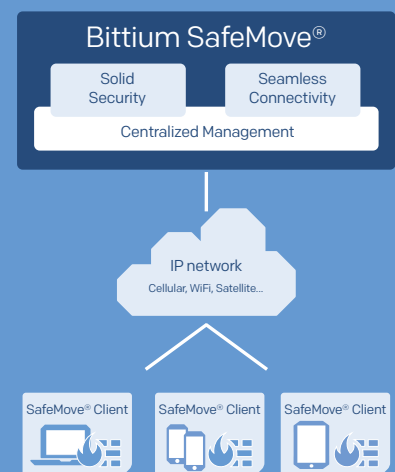 Bittium SafeMove®
Solid
Security
Seamless
Connectivity
Centralized Management
IP network
Cellular, WiFi, Satellite...
SafeMove® Client
SafeMove® Client
SafeMove® Client